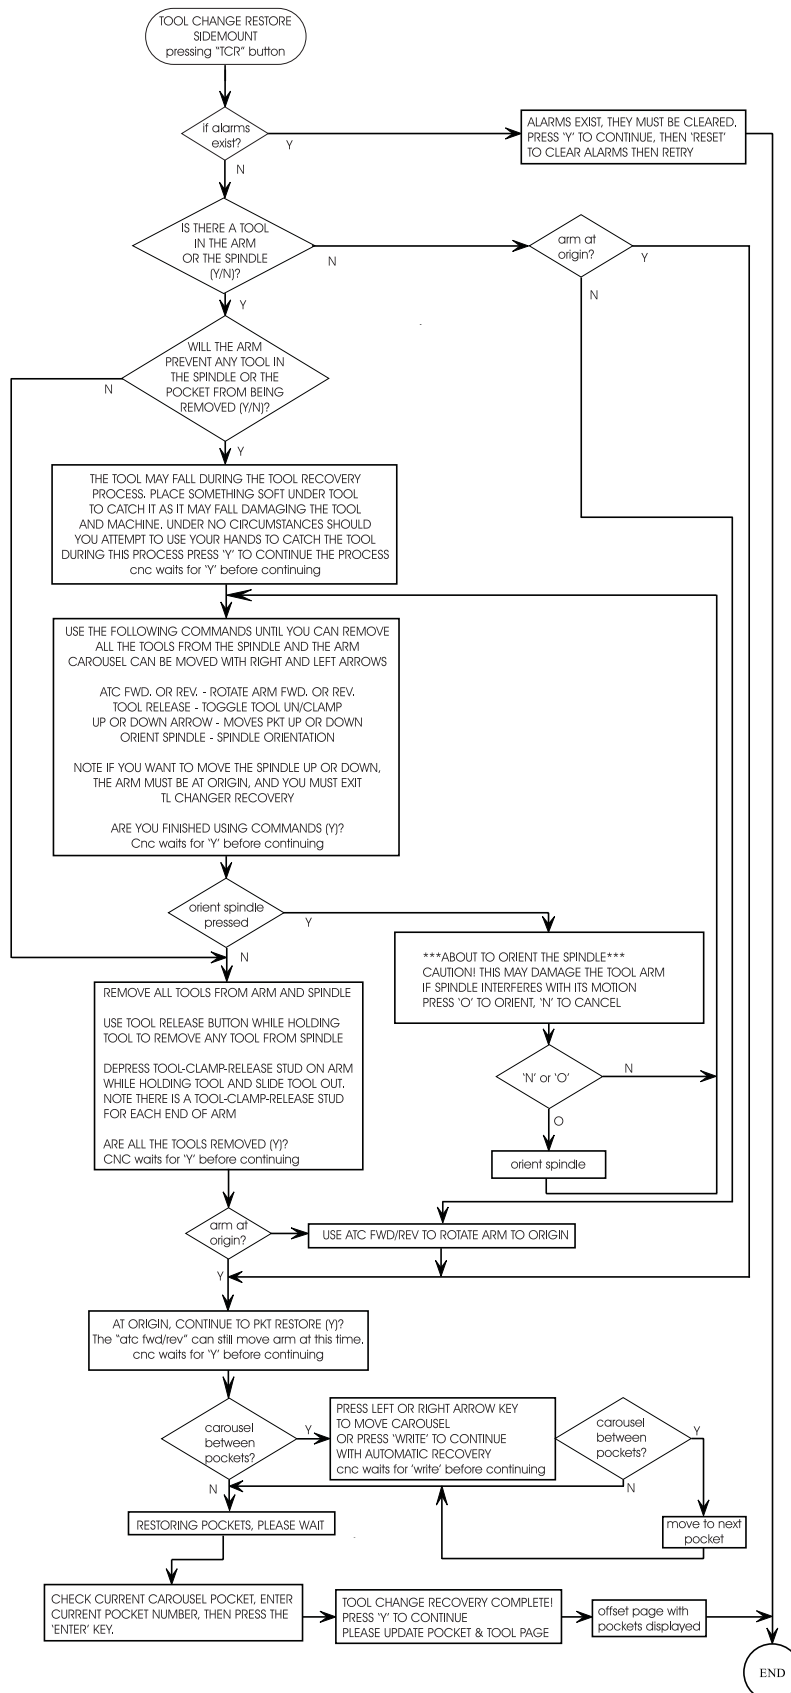 TOOL CHANGE RESTORE
SIDEMOUNT
pressing "TCR" button
if alarms
exist?
Y
N
ALARMS EXIST, THEY MUST BE CLEARED.
PRESS 'Y' TO CONTINUE, THEN 'RESET'
TO CLEAR ALARMS THEN RETRY
IS THERE A TOOL
IN THE ARM
OR THE SPINDLE
(Y/N)?
N
Y
arm at
origin?
Y
N
WILL THE ARM
PREVENT ANY TOOL IN
THE SPINDLE OR THE
POCKET FROM BEING
REMOVED (Y/N)?
N
Y
THE TOOL MAY FALL DURING THE TOOL RECOVERY
PROCESS. PLACE SOMETHING SOFT UNDER TOOL
TO CATCH IT AS IT MAY FALL DAMAGING THE TOOL
AND MACHINE. UNDER NO CIRCUMSTANCES SHOULD
YOU ATTEMPT TO USE YOUR HANDS TO CATCH THE TOOL
DURING THIS PROCESS PRESS 'Y' TO CONTINUE THE PROCESS
cnc waits for 'Y' before continuing
USE THE FOLLOWING COMMANDS UNTIL YOU CAN REMOVE
ALL THE TOOLS FROM THE SPINDLE AND THE ARM
CAROUSEL CAN BE MOVED WITH RIGHT AND LEFT ARROWS
ATC FWD. OR REV. - ROTATE ARM FWD. OR REV.
TOOL RELEASE - TOGGLE TOOL UN/CLAMP
UP OR DOWN ARROW - MOVES PKT UP OR DOWN
ORIENT SPINDLE - SPINDLE ORIENTATION
NOTE IF YOU WANT TO MOVE THE SPINDLE UP OR DOWN,
THE ARM MUST BE AT ORIGIN, AND YOU MUST EXIT
TL CHANGER RECOVERY
ARE YOU FINISHED USING COMMANDS (Y)?
Cnc waits for 'Y' before continuing
orient spindle
pressed
Y
N
***ABOUT TO ORIENT THE SPINDLE***
CAUTION! THIS MAY DAMAGE THE TOOL ARM
IF SPINDLE INTERFERES WITH ITS MOTION
PRESS 'O' TO ORIENT, 'N' TO CANCEL
'N' or 'O'
N
O
orient spindle
REMOVE ALL TOOLS FROM ARM AND SPINDLE
USE TOOL RELEASE BUTTON WHILE HOLDING
TOOL TO REMOVE ANY TOOL FROM SPINDLE
DEPRESS TOOL-CLAMP-RELEASE STUD ON ARM
WHILE HOLDING TOOL AND SLIDE TOOL OUT.
NOTE THERE IS A TOOL-CLAMP-RELEASE STUD
FOR EACH END OF ARM
ARE ALL THE TOOLS REMOVED (Y)?
CNC waits for 'Y' before continuing
arm at
origin?
Y
USE ATC FWD/REV TO ROTATE ARM TO ORIGIN
AT ORIGIN, CONTINUE TO PKT RESTORE (Y)?
The "atc fwd/rev" can still move arm at this time.
cnc waits for 'Y' before continuing
carousel
between
pockets?
Y
N
PRESS LEFT OR RIGHT ARROW KEY
TO MOVE CAROUSEL
OR PRESS 'WRITE' TO CONTINUE
WITH AUTOMATIC RECOVERY
cnc waits for 'write' before continuing
carousel
between
pockets?
Y
N
move to next
pocket
RESTORING POCKETS, PLEASE WAIT
CHECK CURRENT CAROUSEL POCKET, ENTER
CURRENT POCKET NUMBER, THEN PRESS THE
'ENTER' KEY.
TOOL CHANGE RECOVERY COMPLETE!
PRESS 'Y' TO CONTINUE
PLEASE UPDATE POCKET & TOOL PAGE
offset page with
pockets displayed
END